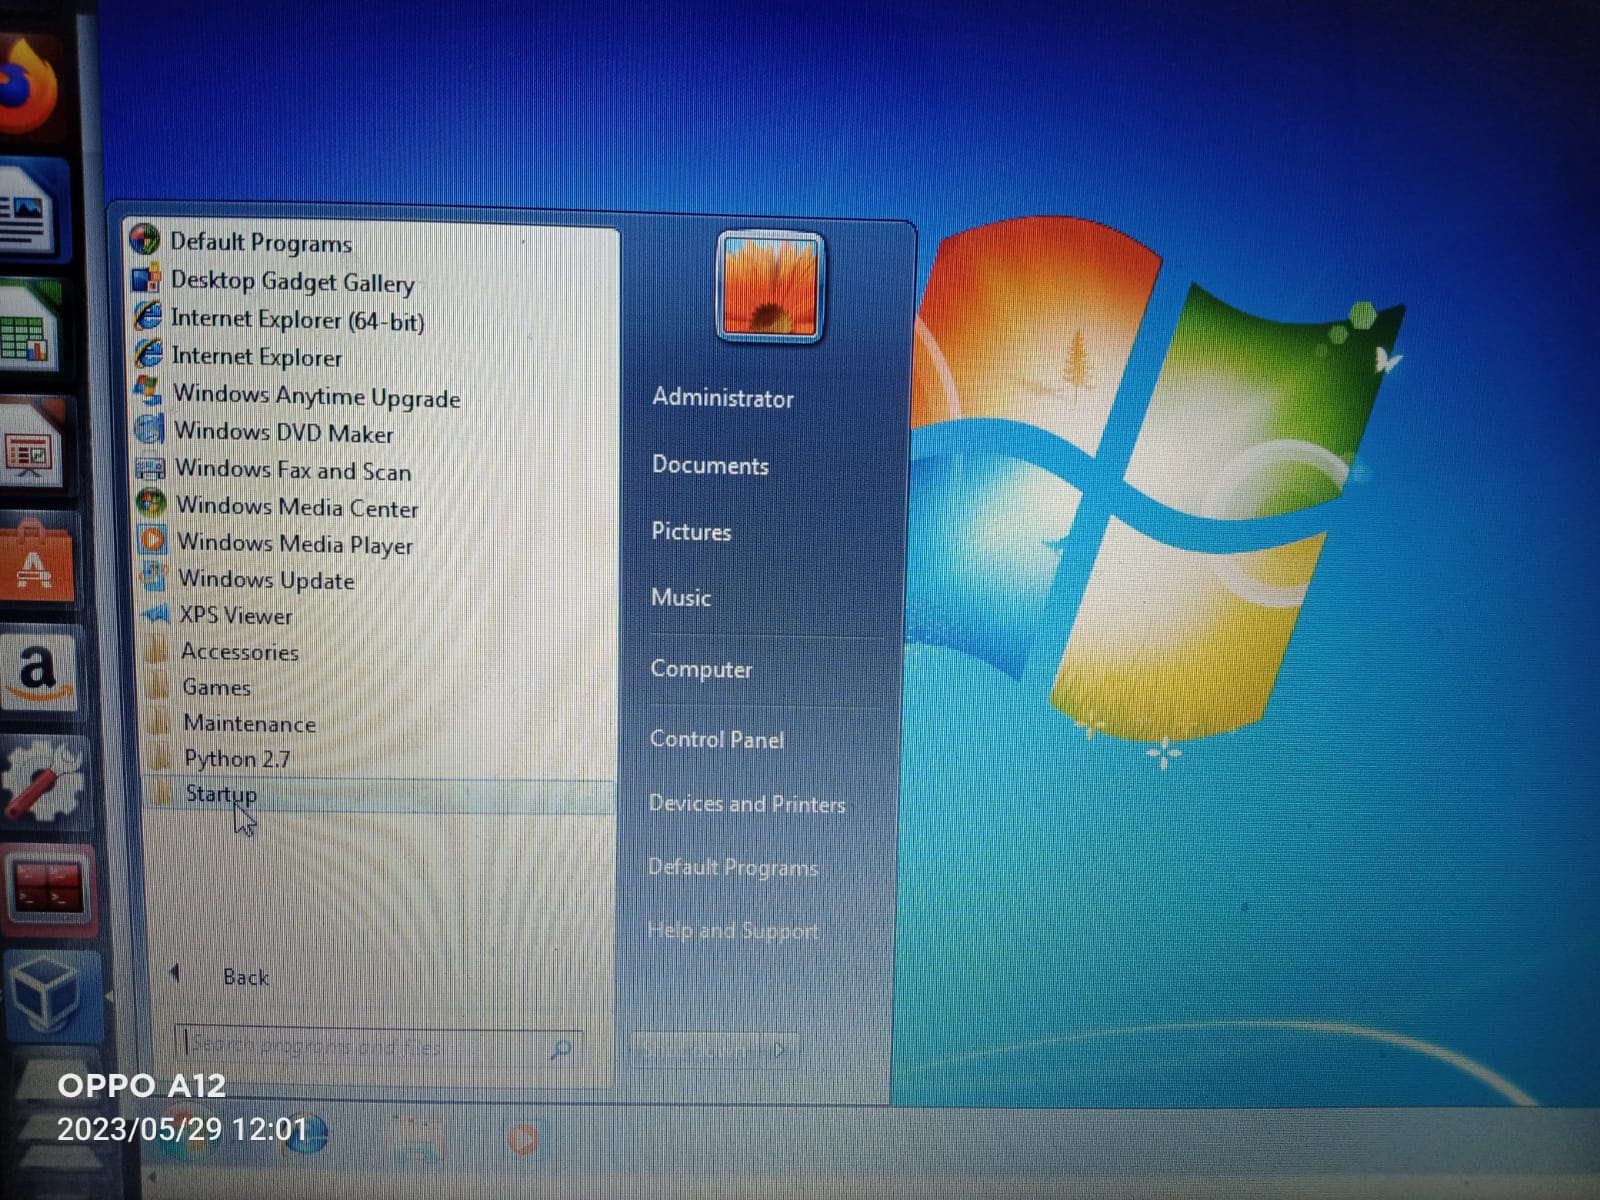 Default Programs
Desktop Gadget Gallery
Internet Explorer (64-bit)
Internet Explorer
Windows Anytime Upgrade
Windows DVD Maker
Windows Fax and Scan
Windows Media Center
Windows Media Player
Windows Update
XPS Viewer
Accessories
Games
Maintenance
Python 2.7
Startup
Back
Search programs and files
Administrator
Documents
Pictures
Music
Computer
Control Panel
Devices and Printers
Default Programs
Help and Support
Shut down
a
OPPO A12
2023/05/29 12:01